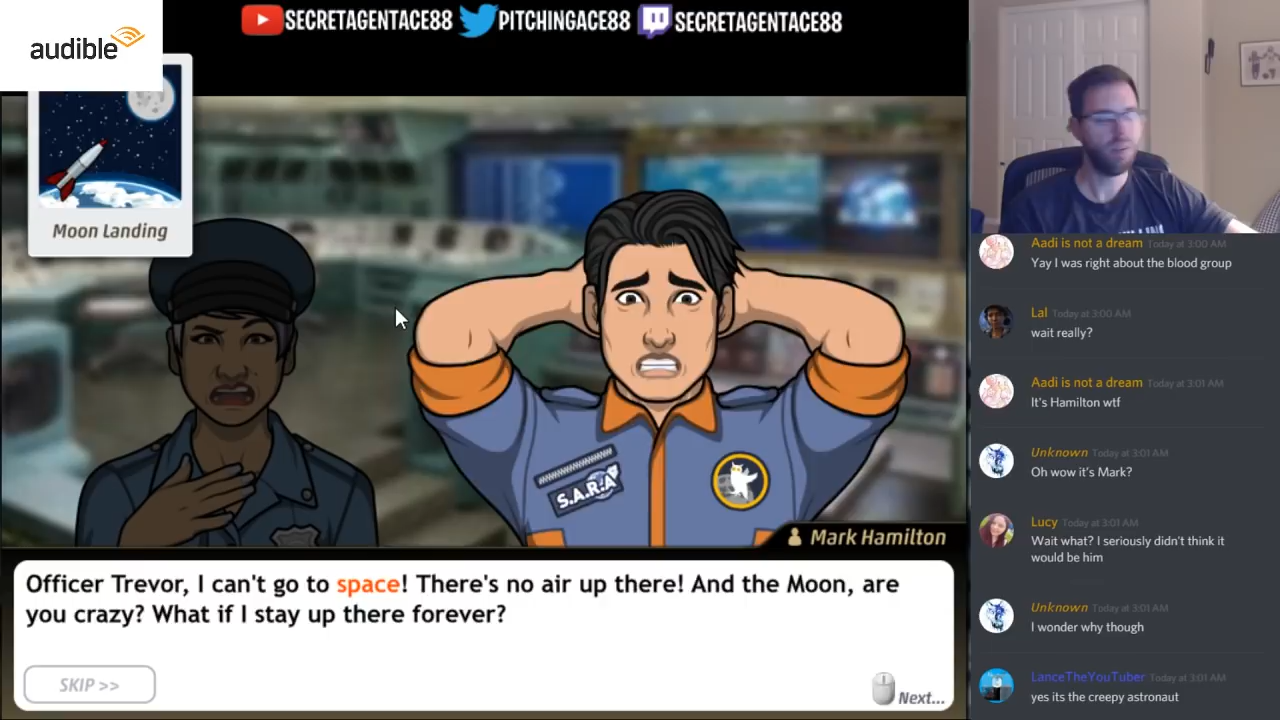 SECRETAGENTACE88 PITCHINGACE88 SECRETAGENTACE88
audible
Moon Landing
S.A.R.A
Mark Hamilton
Officer Trevor, I can't go to space! There's no air up there! And the Moon, are
you crazy? What if I stay up there forever?
SKIP >>
Next...
Aadi is not a dream Today at 3:00 AM
Yay I was right about the blood group
Lal Today at 3:00 AM
wait really?
Aadi is not a dream Today at 3:01 AM
It's Hamilton wtf
Unknown Today at 3:01 AM
Oh wow it's Mark?
Lucy Today at 3:01 AM
Wait what? I seriously didn't think it
would be him
Unknown Today at 3:01 AM
I wonder why though
LanceTheYouTuber Today at 3:01 AM
yes its the creepy astronaut